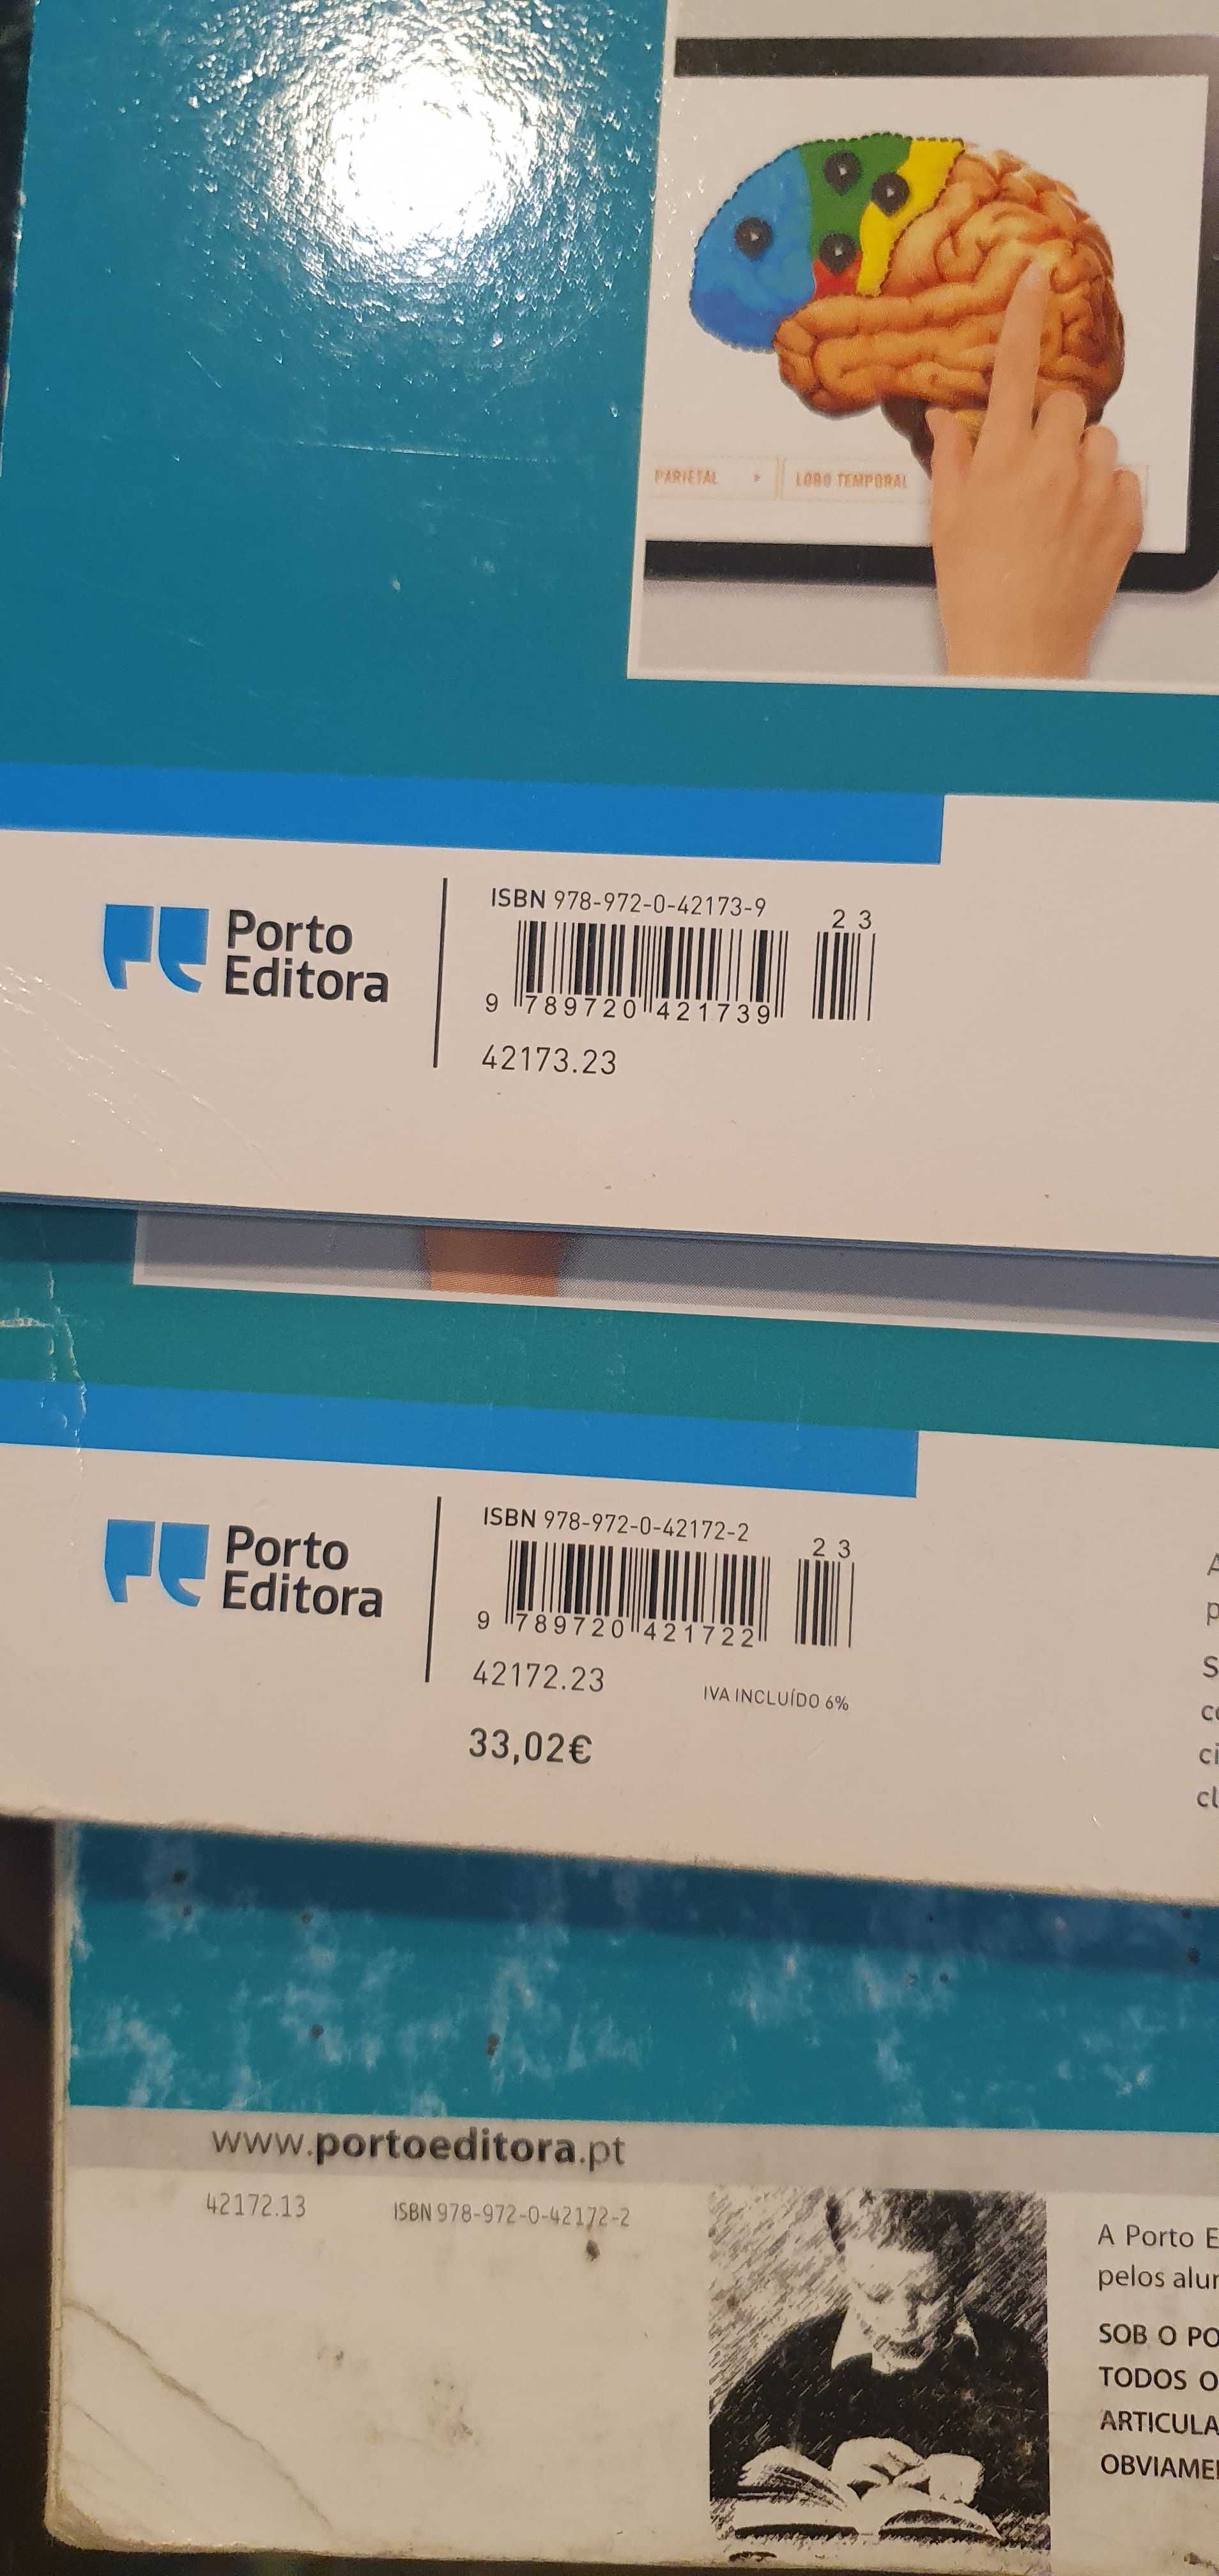 PARIETAL
LOBO TEMPORAL
Porto
Editora
ISBN 978-972-0-42173-9
2 3
9 789720 421739
42173.23
Porto
Editora
ISBN 978-972-0-42172-2
2 3
9 789720 421722
42172.23
IVA INCLUÍDO 6%
33,02€
A
p
S
co
ci
cl
www.portoeditora.pt
42172.13
ISBN 978-972-0-42172-2
A Porto E
pelos alu
SOB O PO
TODOS O
ARTICULA
OBVIAME